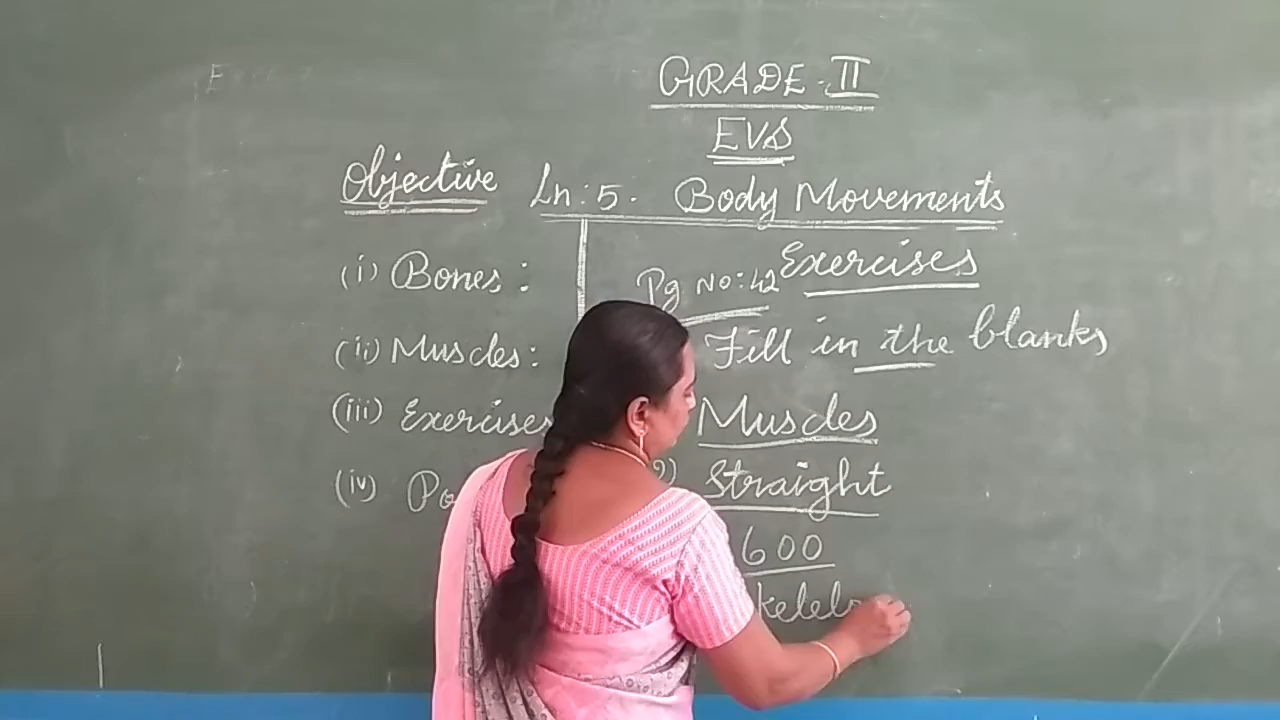 GRADE - II
EVS
Objective
Ln: 5. Body Movements
(i) Bones:
(ii) Muscles:
(iii) Exercises
(iv) Po
Exercises
Pg No: 42
Fill in the blanks
Muscles
2) Straight
600